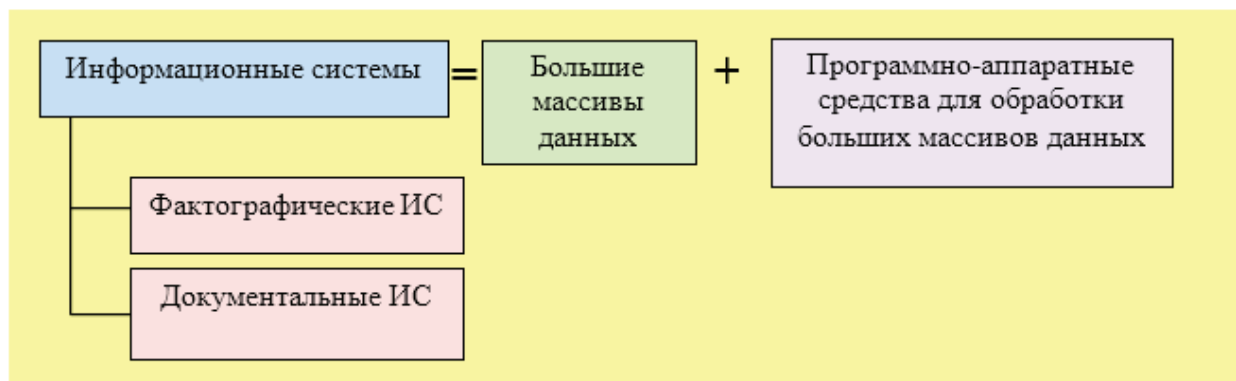 Информационные системы
=
Большие
массивы
данных
+
Программно-аппаратные
средства для обработки
больших массивов данных
Фактографические ИС
Документальные ИС